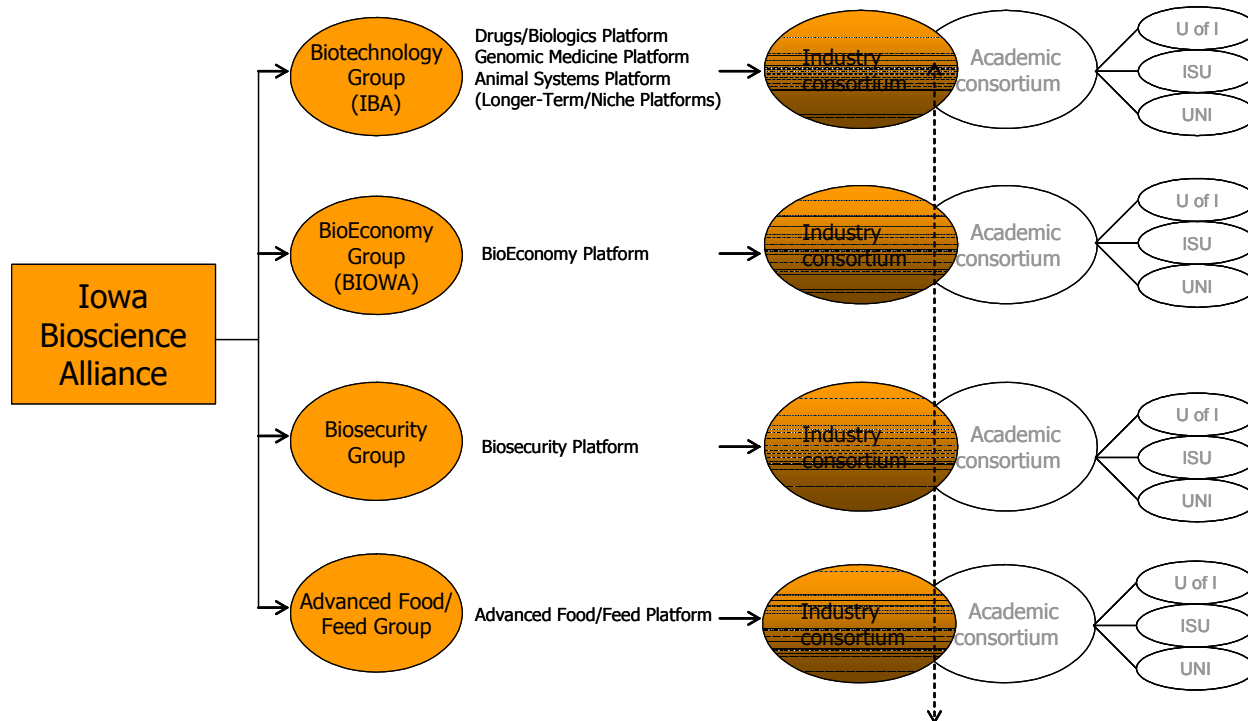 Iowa
Bioscience
Alliance
Biotechnology
Group
(IBA)
Drugs/Biologics Platform
Genomic Medicine Platform
Animal Systems Platform
(Longer-Term/Niche Platforms)
Industry
consortium
Academic
consortium
U of I
ISU
UNI
BioEconomy
Group
(BIOWA)
BioEconomy Platform
Industry
consortium
Academic
consortium
U of I
ISU
UNI
Biosecurity
Group
Biosecurity Platform
Industry
consortium
Academic
consortium
U of I
ISU
UNI
Advanced Food/
Feed Group
Advanced Food/Feed Platform
Industry
consortium
Academic
consortium
U of I
ISU
UNI